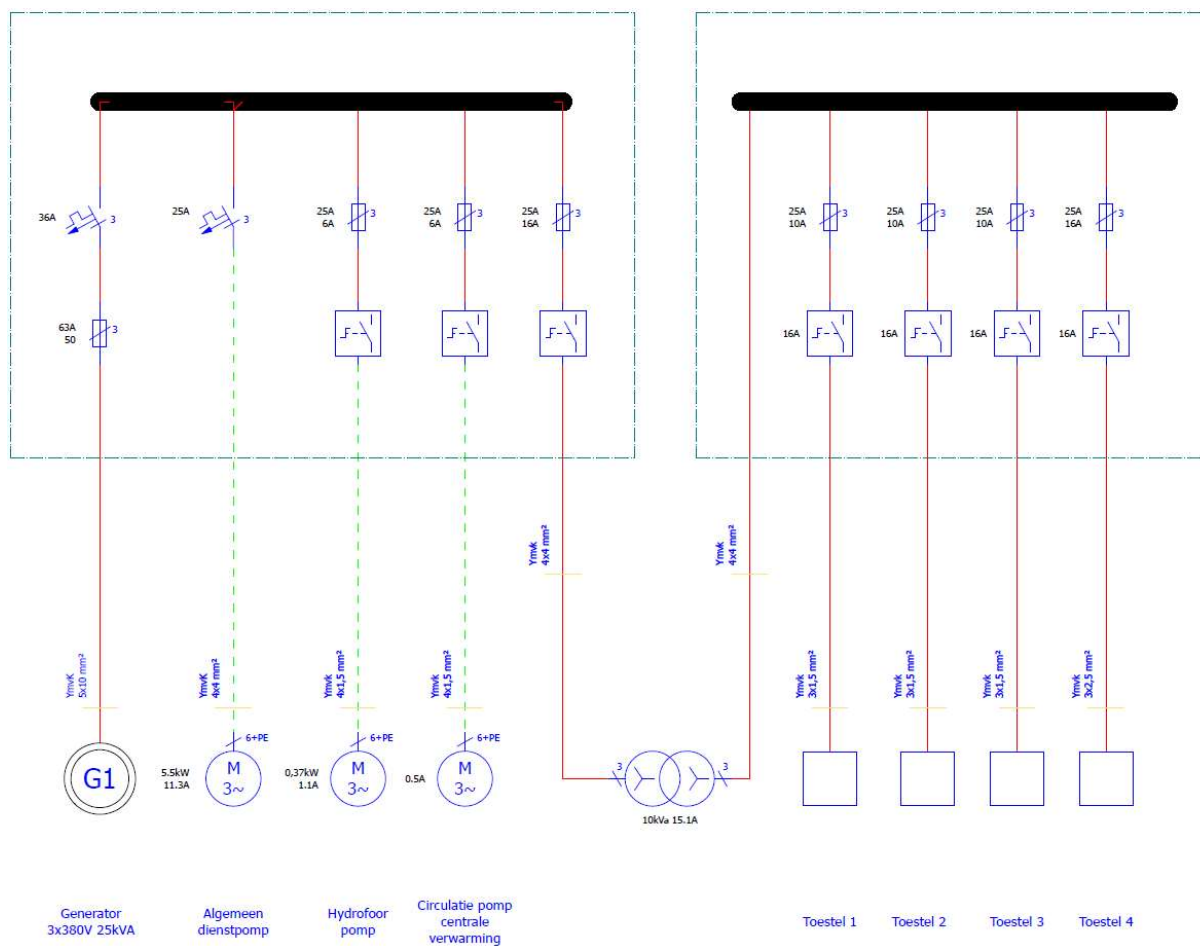 36A
3
25A
3
25A
6A
3
25A
6A
3
25A
16A
3
25A
10A
3
25A
10A
3
25A
10A
3
25A
16A
3
63A
50
3
16A
16A
16A
16A
Ymvk
4x4 mm²
Ymvk
4x4 mm²
YmvK
5x10 mm²
YmvK
4x4 mm²
Ymvk
4x1,5 mm²
Ymvk
4x1,5 mm²
Ymvk
3x1,5 mm²
Ymvk
3x1,5 mm²
Ymvk
3x1,5 mm²
Ymvk
3x2,5 mm²
6+PE
6+PE
6+PE
G1
5.5kW
11.3A
M
3~
0,37kW
1.1A
M
3~
0.5A
M
3~
3
3
10kVa 15.1A
Generator
3x380V 25kVA
Algemeen
dienstpomp
Hydrofoor
pomp
Circulatie pomp
centrale
verwarming
Toestel 1
Toestel 2
Toestel 3
Toestel 4